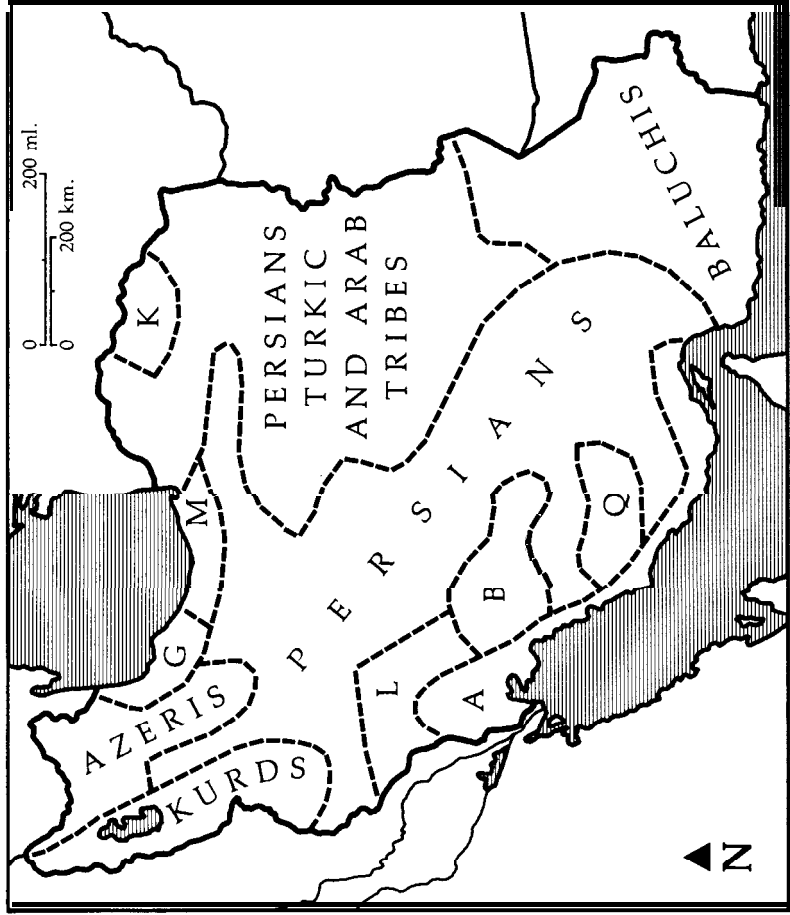 0 200 ml.
0 200 km.
K
PERSIANS
TURKIC
AND ARAB
TRIBES
BALUCHIS
M
G
AZERIS
KURDS
PERSIANS
L
A
B
Q
N